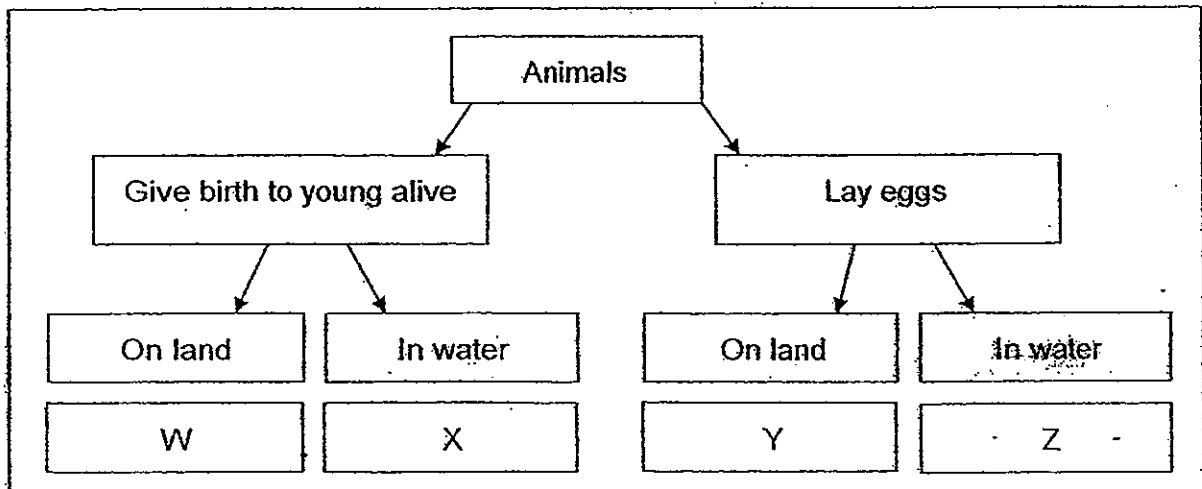 Animals
Give birth to young alive
Lay eggs
On land
In water
On land
In water
W
X
Y
Z